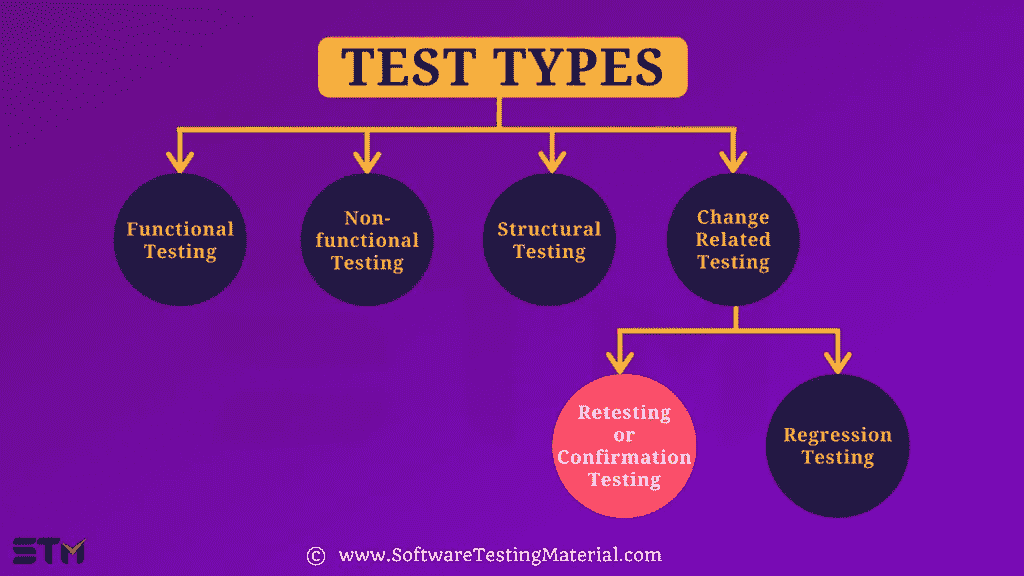 TEST TYPES
Functional
Testing
Non-
functional
Testing
Structural
Testing
Change
Related
Testing
Retesting
or
Confirmation
Testing
Regression
Testing
STM
© www.SoftwareTestingMaterial.com